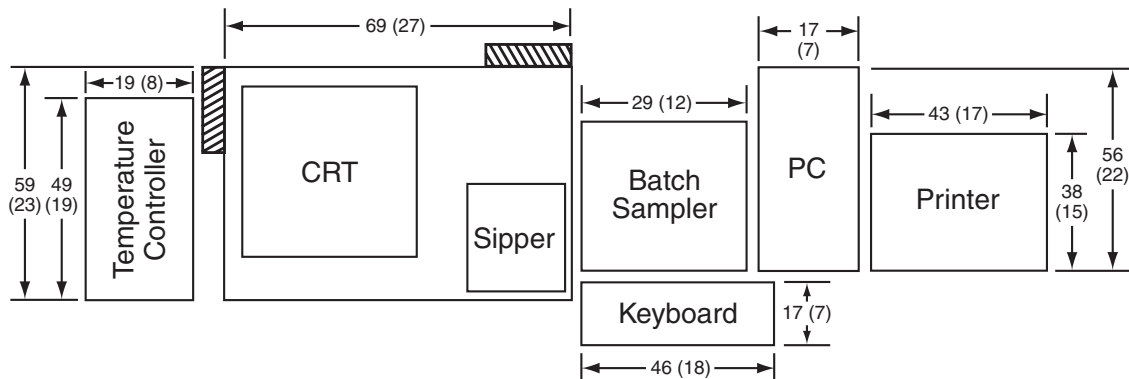 69 (27)
17
(7)
19 (8)
29 (12)
43 (17)
59
(23)
49
(19)
Temperature
Controller
CRT
Sipper
Batch
Sampler
PC
Printer
38
(15)
56
(22)
Keyboard
17 (7)
46 (18)